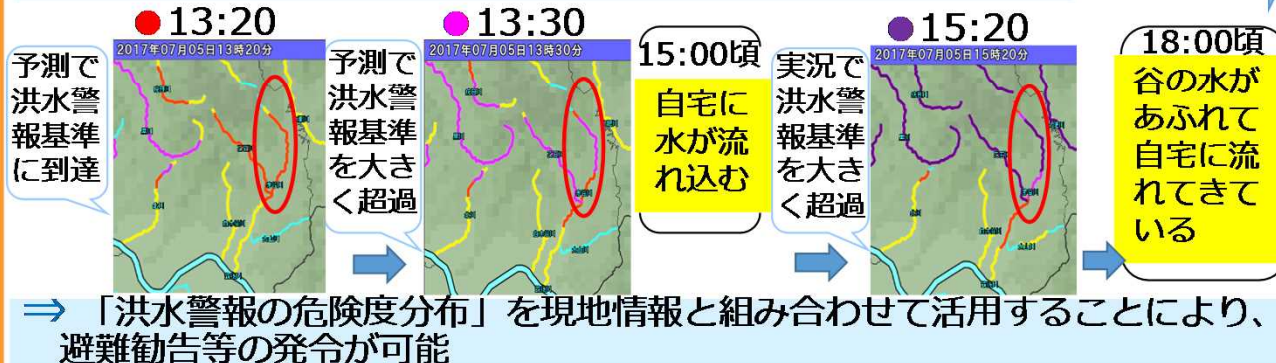 ●13:20
2017年07月05日13時20分
予測で
洪水警
報基準
に到達
●13:30
2017年07月05日13時30分
予測で
洪水警
報基準
を大き
く超過
15:00頃
自宅に
水が流
れ込む
●15:20
2017年07月05日15時20分
実況で
洪水警
報基準
を大き
く超過
18:00頃
谷の水が
あふれて
自宅に流
れてきて
いる
⇒ 「洪水警報の危険度分布」を現地情報と組み合わせて活用することにより、
避難勧告等の発令が可能